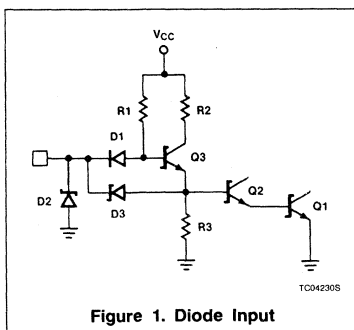 VCC
R1
R2
D1
Q3
D2
D3
Q2
Q1
R3
TC04230S
Figure 1. Diode Input